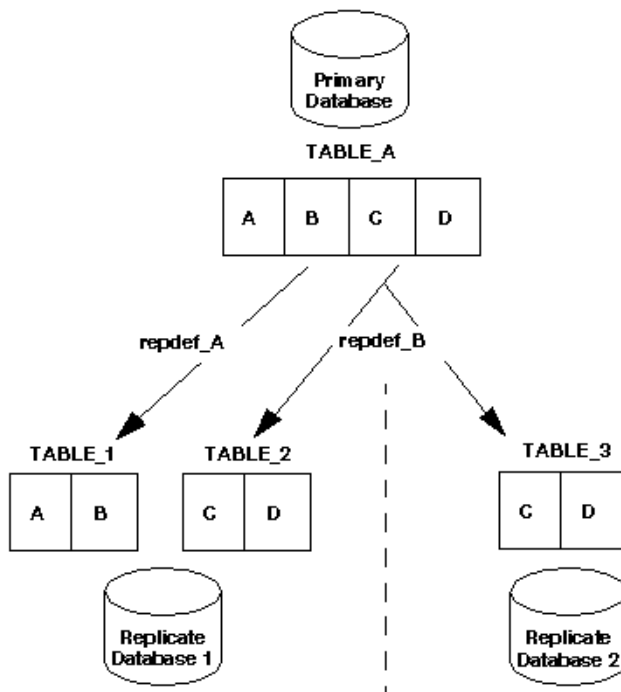 Primary
Database
TABLE_A
A B C D
repdef_A
repdef_B
TABLE_1 TABLE_2 TABLE_3
A B C D C D
Replicate
Database 1
Replicate
Database 2